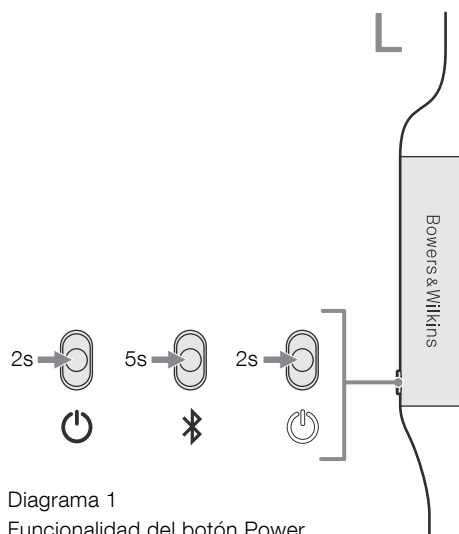 L
Bowers & Wilkins
2s
5s
2s
Diagrama 1
Funcionalidad del botón Power